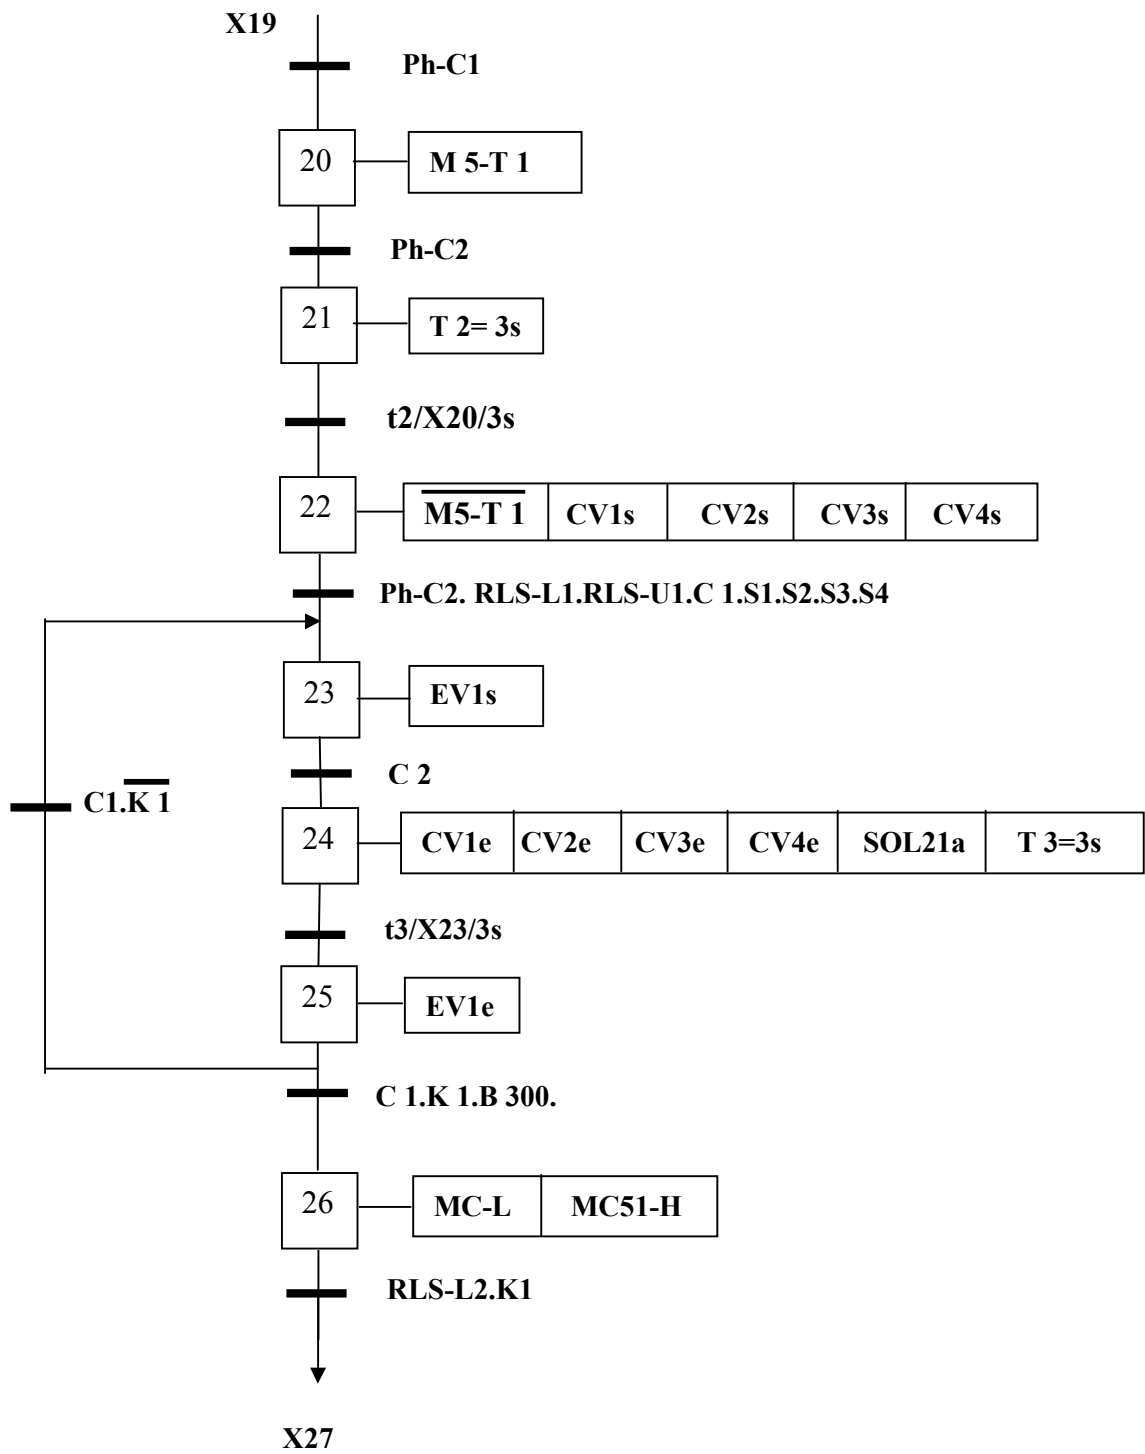 X19
Ph-C1
20 M 5-T 1
Ph-C2
21 T 2= 3s
t2/X20/3s
22 M5-T 1 CV1s CV2s CV3s CV4s
Ph-C2. RLS-L1.RLS-U1.C 1.S1.S2.S3.S4
23 EV1s
C 2
C1.K 1
24 CV1e CV2e CV3e CV4e SOL21a T 3=3s
t3/X23/3s
25 EV1e
C 1.K 1.B 300.
26 MC-L MC51-H
RLS-L2.K1
X27